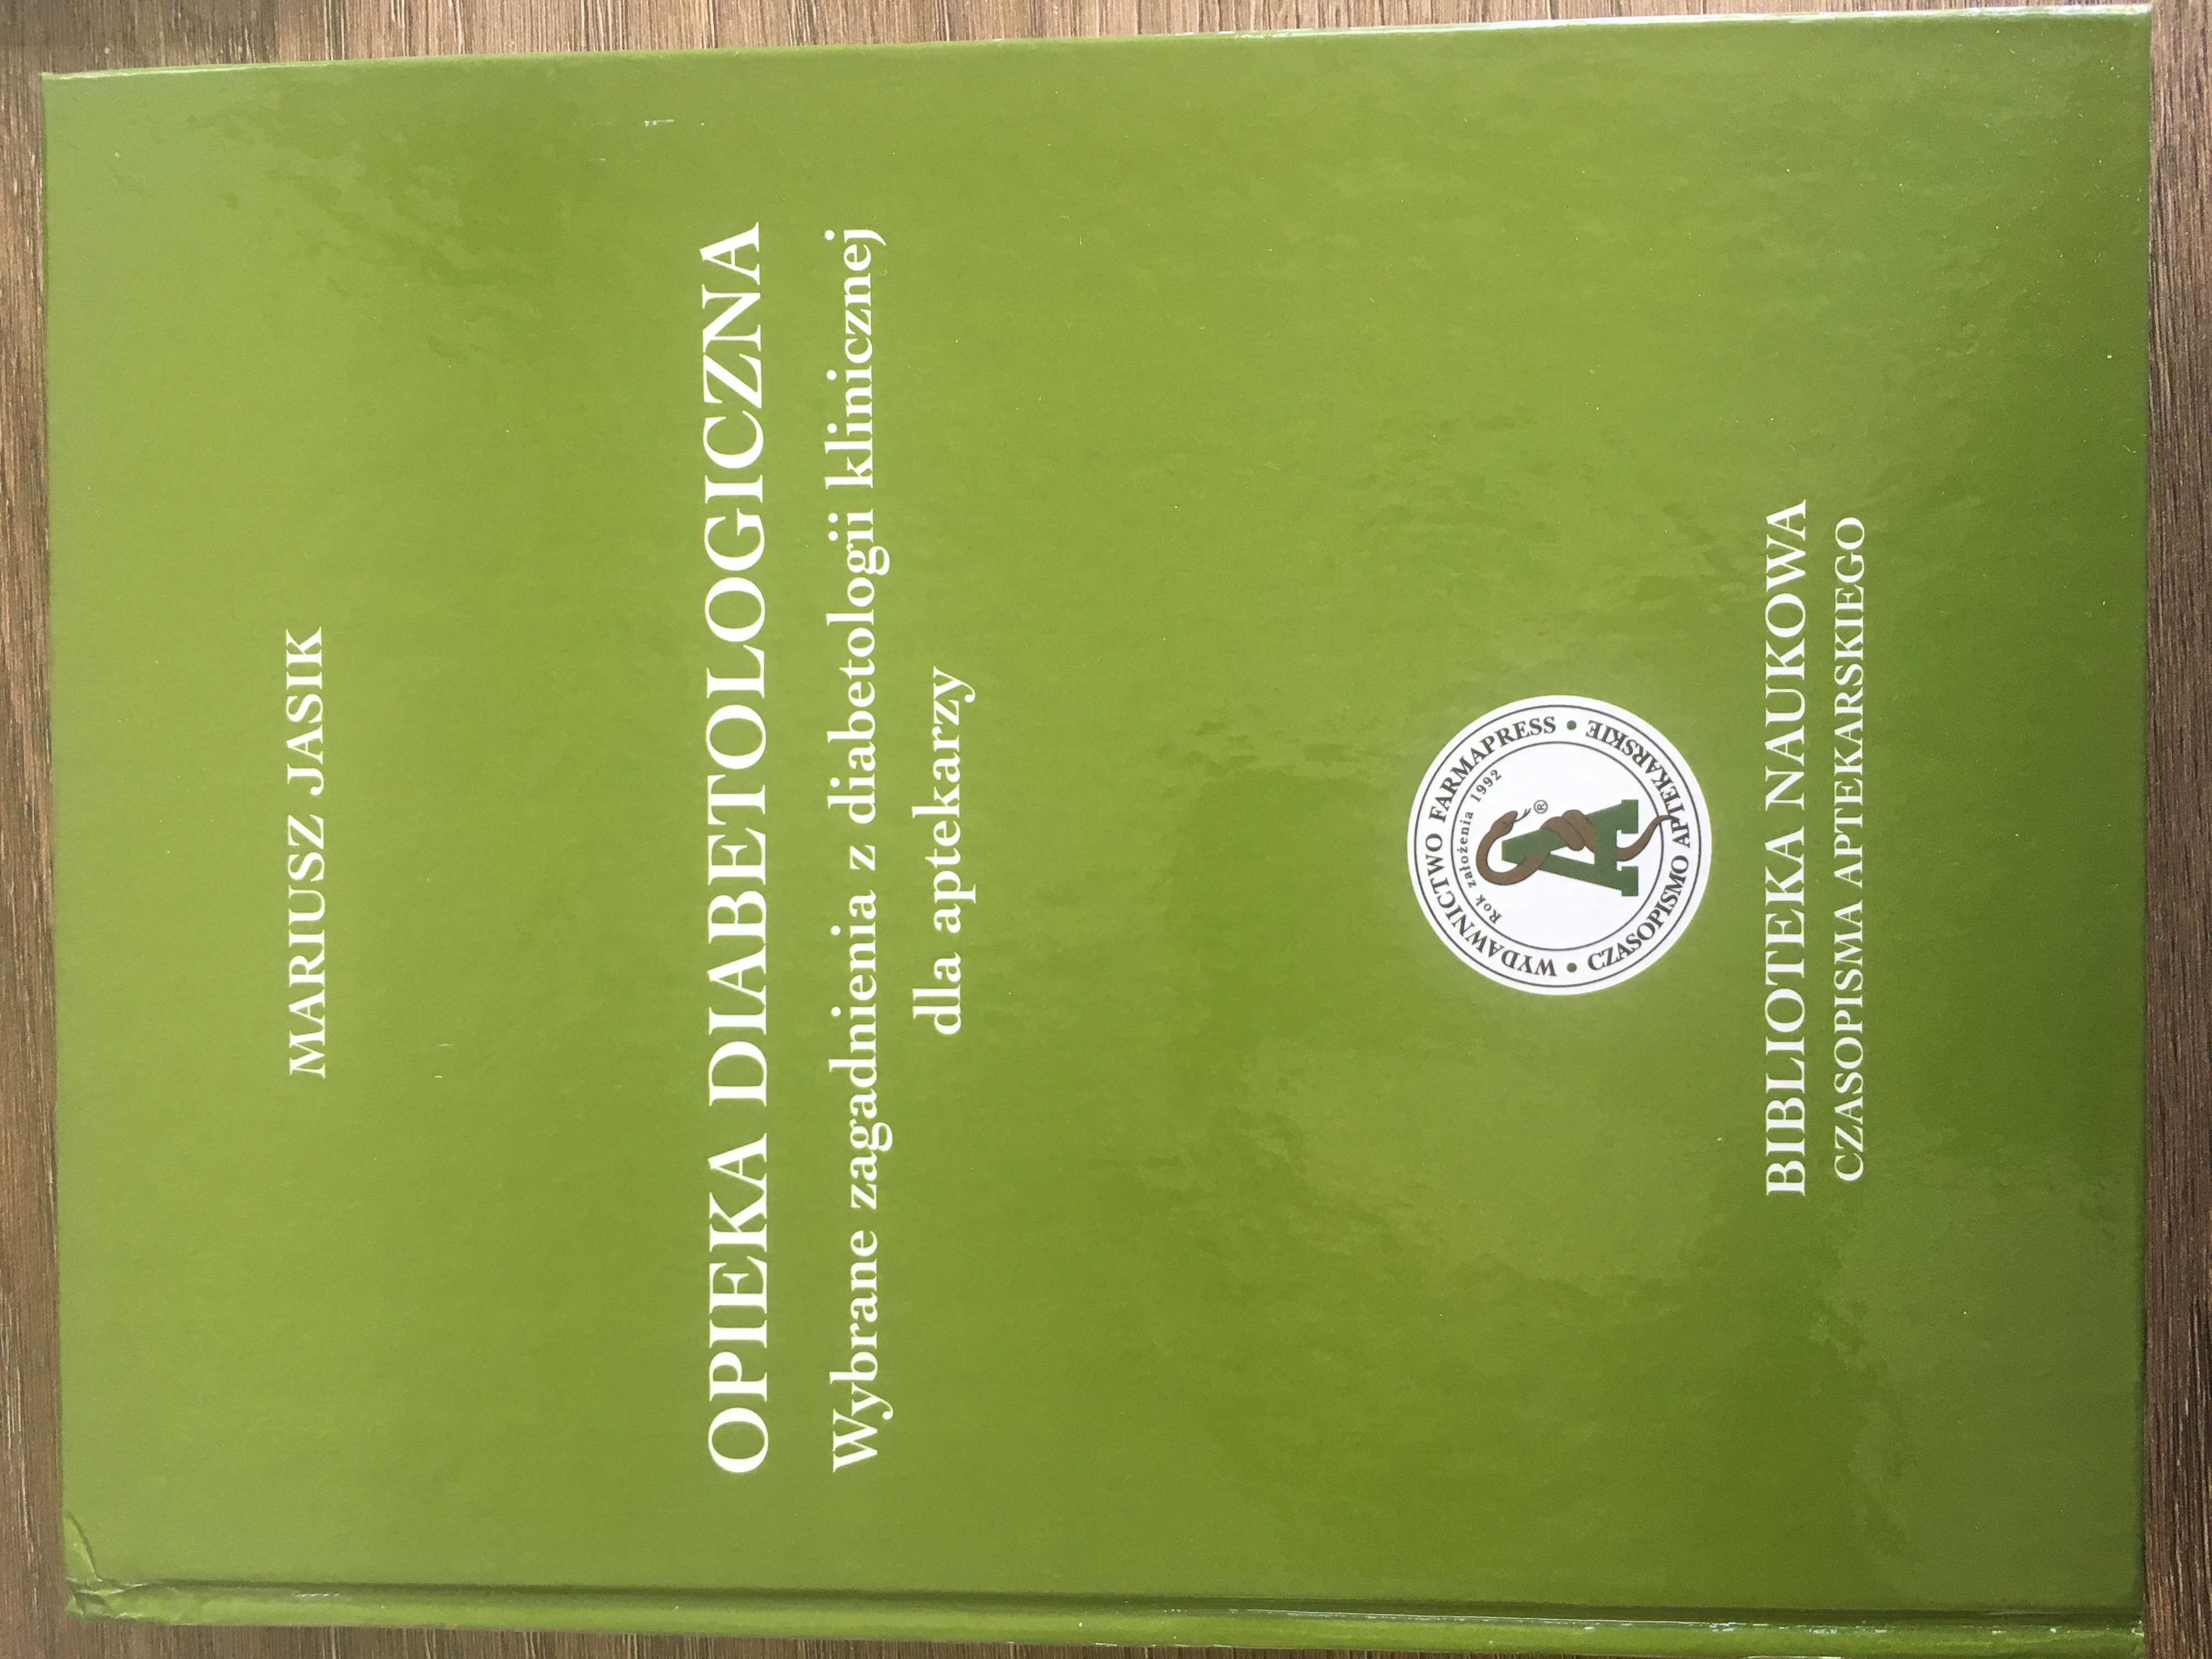 MARIUSZ JASIK
OPIEKA DIABETOLOGICZNA
Wybrane zagadnienia z diabetologii klinicznej
dla aptekarzy
WYDAWNICTWO FARMAPRESS
Rok założenia 1992
A ®
CZASOPISMO APTEKARSKIE
BIBLIOTEKA NAUKOWA
CZASOPISMA APTEKARSKIEGO